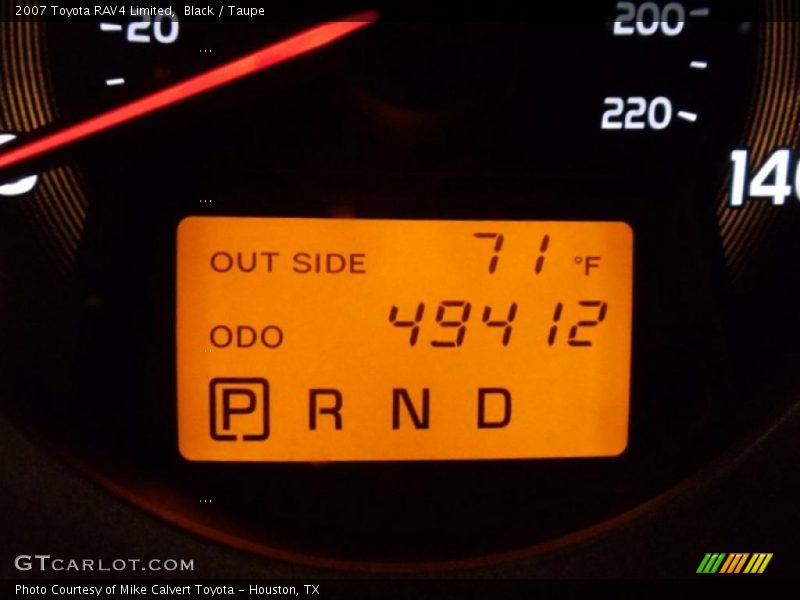 2007 Toyota RAV4 Limited, Black / Taupe
20
200
220
140
OUT SIDE 71 °F
ODO 49412
P R N D
GTCARLOT.COM
Photo Courtesy of Mike Calvert Toyota - Houston, TX